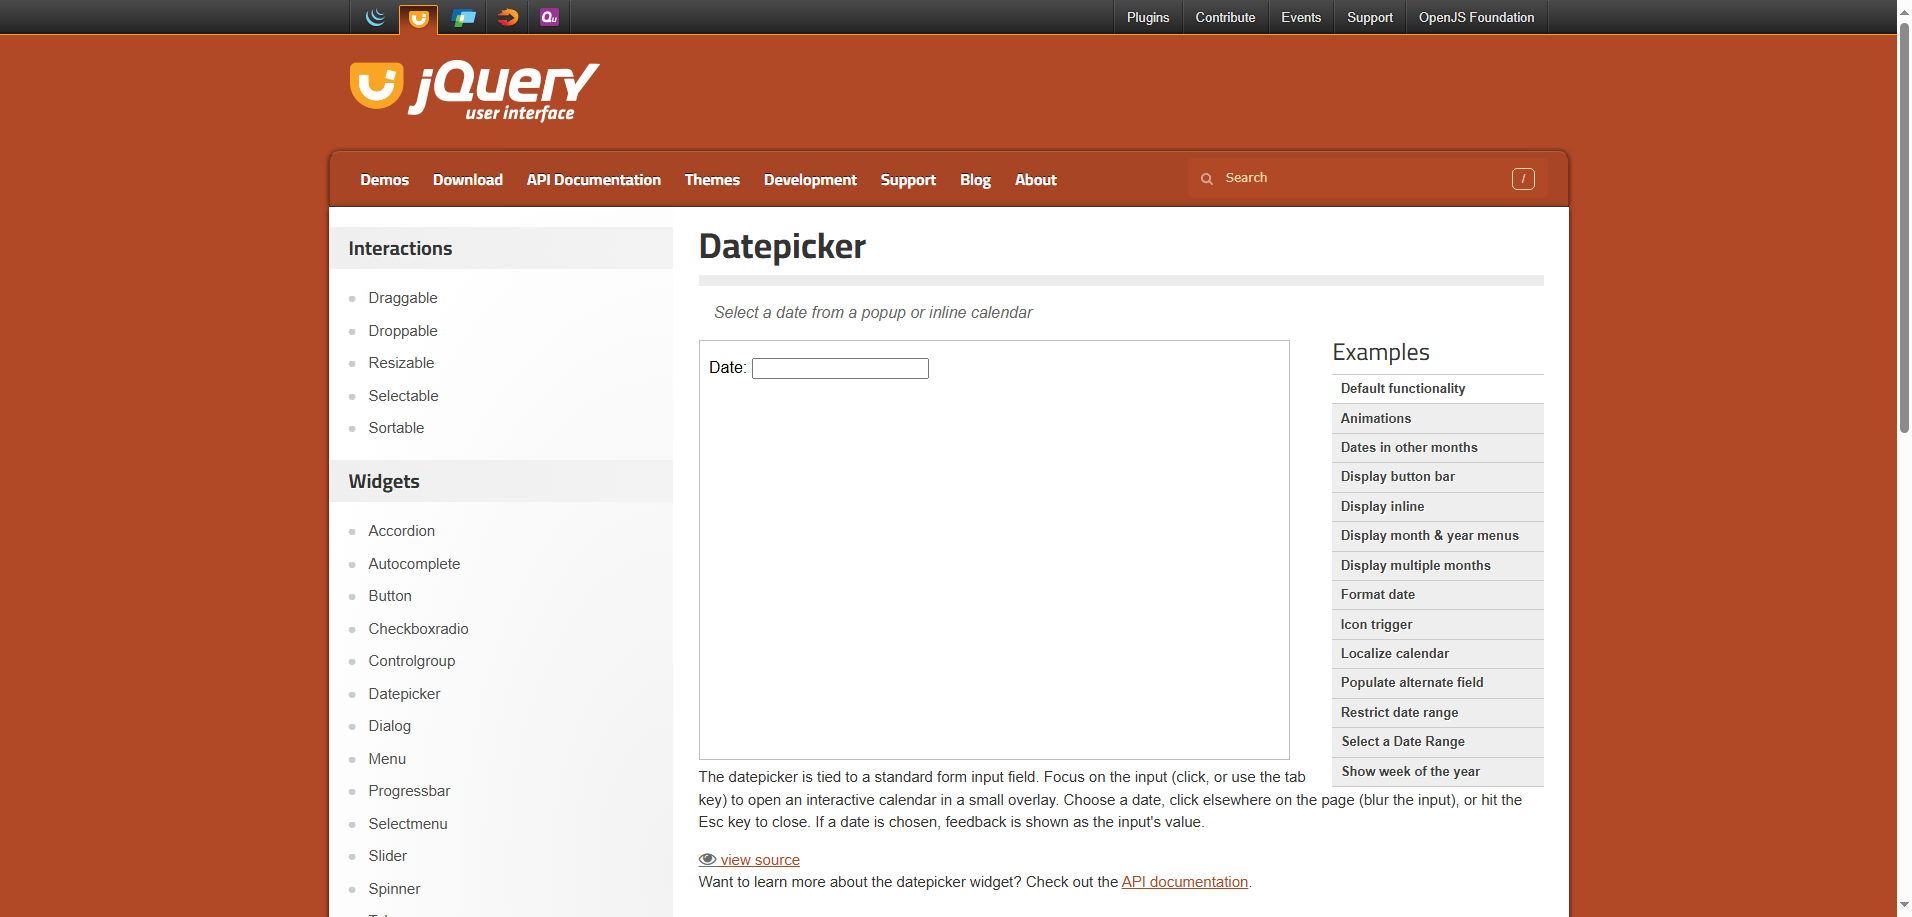 Plugins
Contribute
Events
Support
OpenJS Foundation
Qu
jQuery
user interface
Demos
Download
API Documentation
Themes
Development
Support
Blog
About
Search
/
Interactions
Draggable
Droppable
Resizable
Selectable
Sortable
Widgets
Accordion
Autocomplete
Button
Checkboxradio
Controlgroup
Datepicker
Dialog
Menu
Progressbar
Selectmenu
Slider
Spinner
Datepicker
Select a date from a popup or inline calendar
Date:
Examples
Default functionality
Animations
Dates in other months
Display button bar
Display inline
Display month & year menus
Display multiple months
Format date
Icon trigger
Localize calendar
Populate alternate field
Restrict date range
Select a Date Range
Show week of the year
The datepicker is tied to a standard form input field. Focus on the input (click, or use the tab
key) to open an interactive calendar in a small overlay. Choose a date, click elsewhere on the page (blur the input), or hit the
Esc key to close. If a date is chosen, feedback is shown as the input's value.
view source
Want to learn more about the datepicker widget? Check out the API documentation.